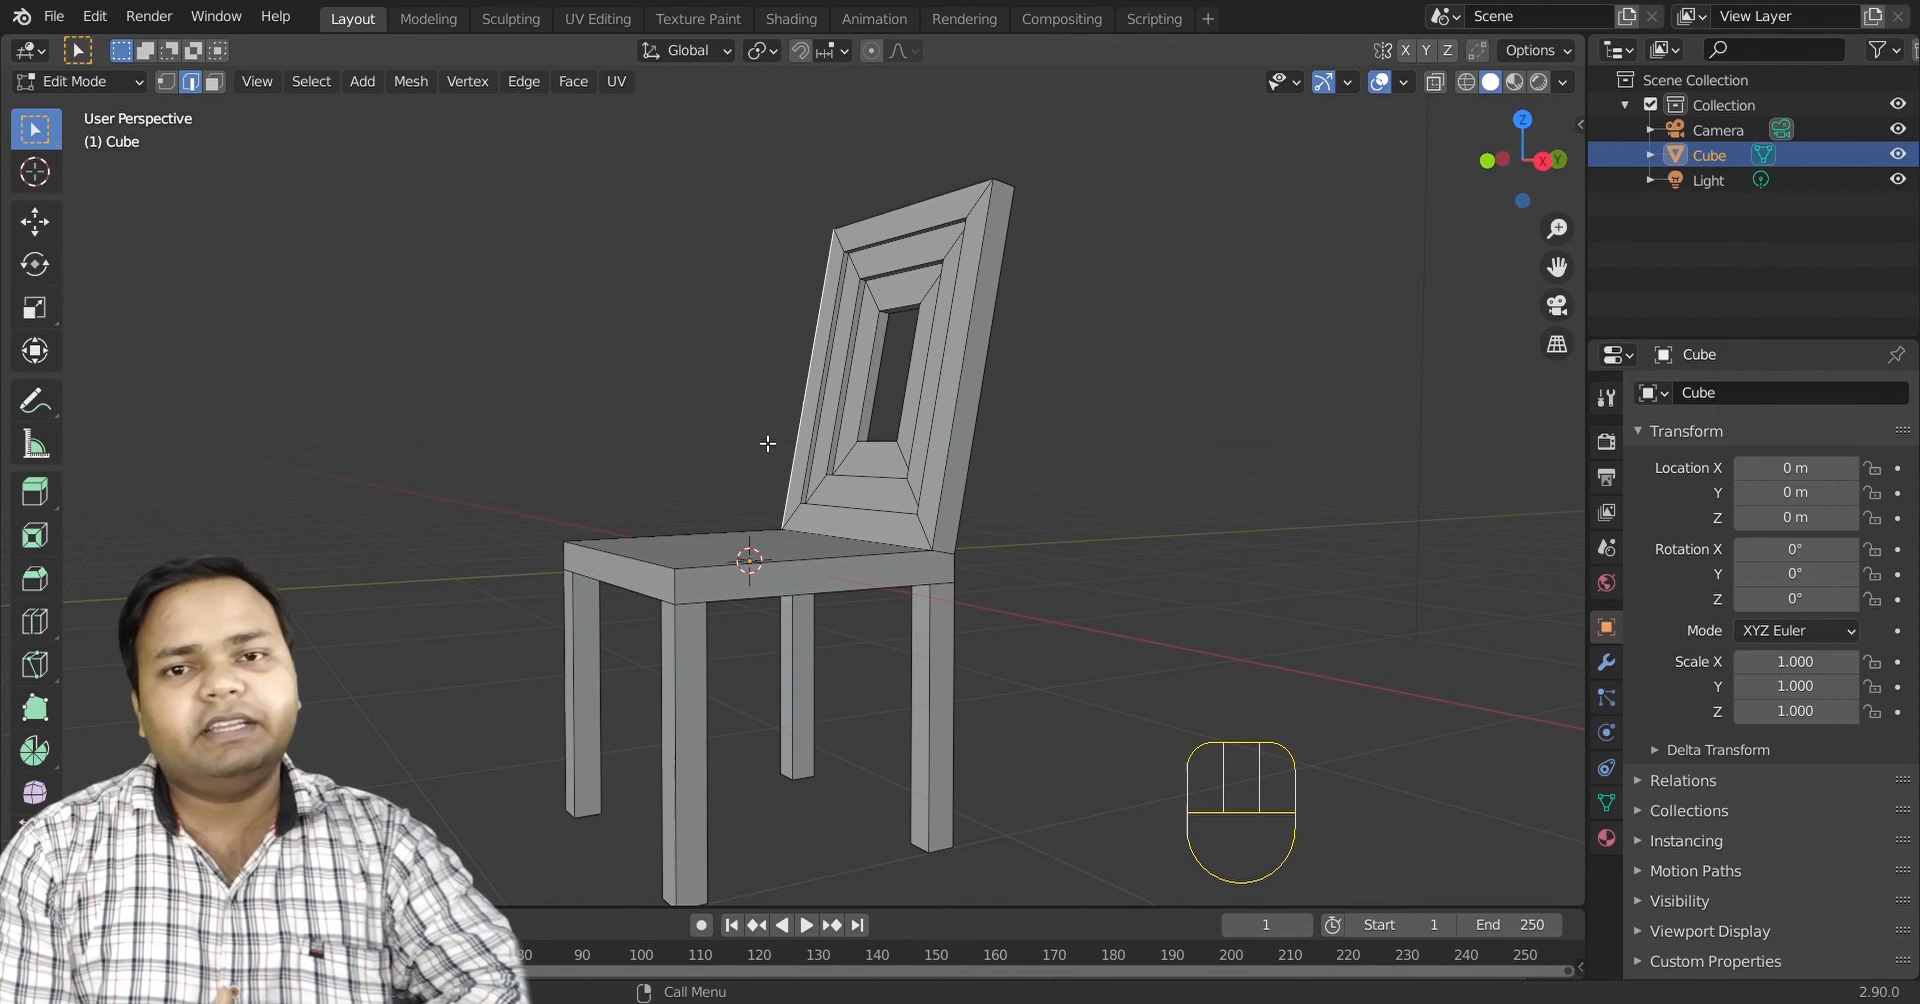 File Edit Render Window Help Layout Modeling Sculpting UV Editing Texture Paint Shading Animation Rendering Compositing Scripting + Scene View Layer
Global X Y Z Options
Edit Mode View Select Add Mesh Vertex Edge Face UV
User Perspective
(1) Cube
Z
X Y
Scene Collection
Collection
Camera
Cube
Light
Cube
Cube
Transform
Location X 0 m
Y 0 m
Z 0 m
Rotation X 0°
Y 0°
Z 0°
Mode XYZ Euler
Scale X 1.000
Y 1.000
Z 1.000
Delta Transform
Relations
Collections
Instancing
Motion Paths
Visibility
Viewport Display
Custom Properties
1 Start 1 End 250
80 90 100 110 120 130 140 150 160 170 180 190 200 210 220 230 240 250
Call Menu 2.90.0